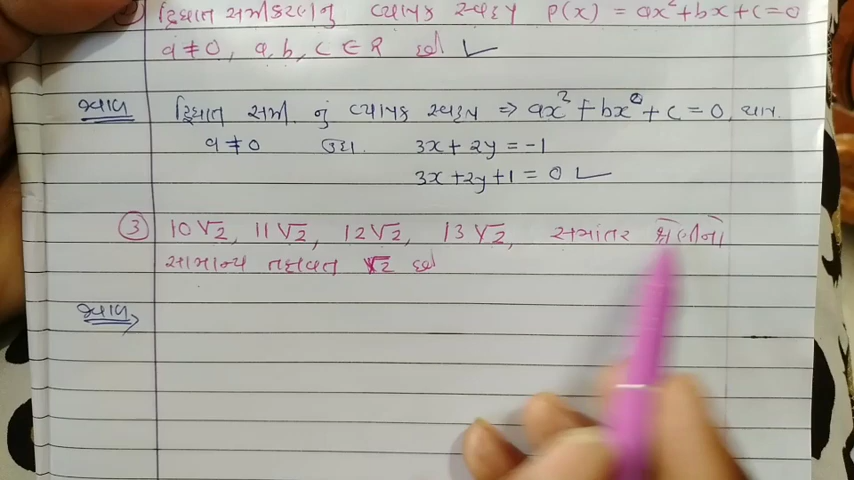 દ્વિઘાત સમીકરણનું વ્યાપક સ્વરૂપ P(x) = ax²+bx+c=0
a ≠ 0, a, b, c ∈ R છે ✓
જવાબ દ્વિઘાત સમી. નું વ્યાપક સ્વરૂપ ⇒ ax² + bx + c = 0, થાય.
a ≠ 0 ઉદા. 3x + 2y = -1
3x+2y+1 = 0 ✓
③ 10√2, 11√2, 12√2, 13√2, સમાંતર શ્રેણીનો
સામાન્ય તફાવત √2 છે
જવાબ